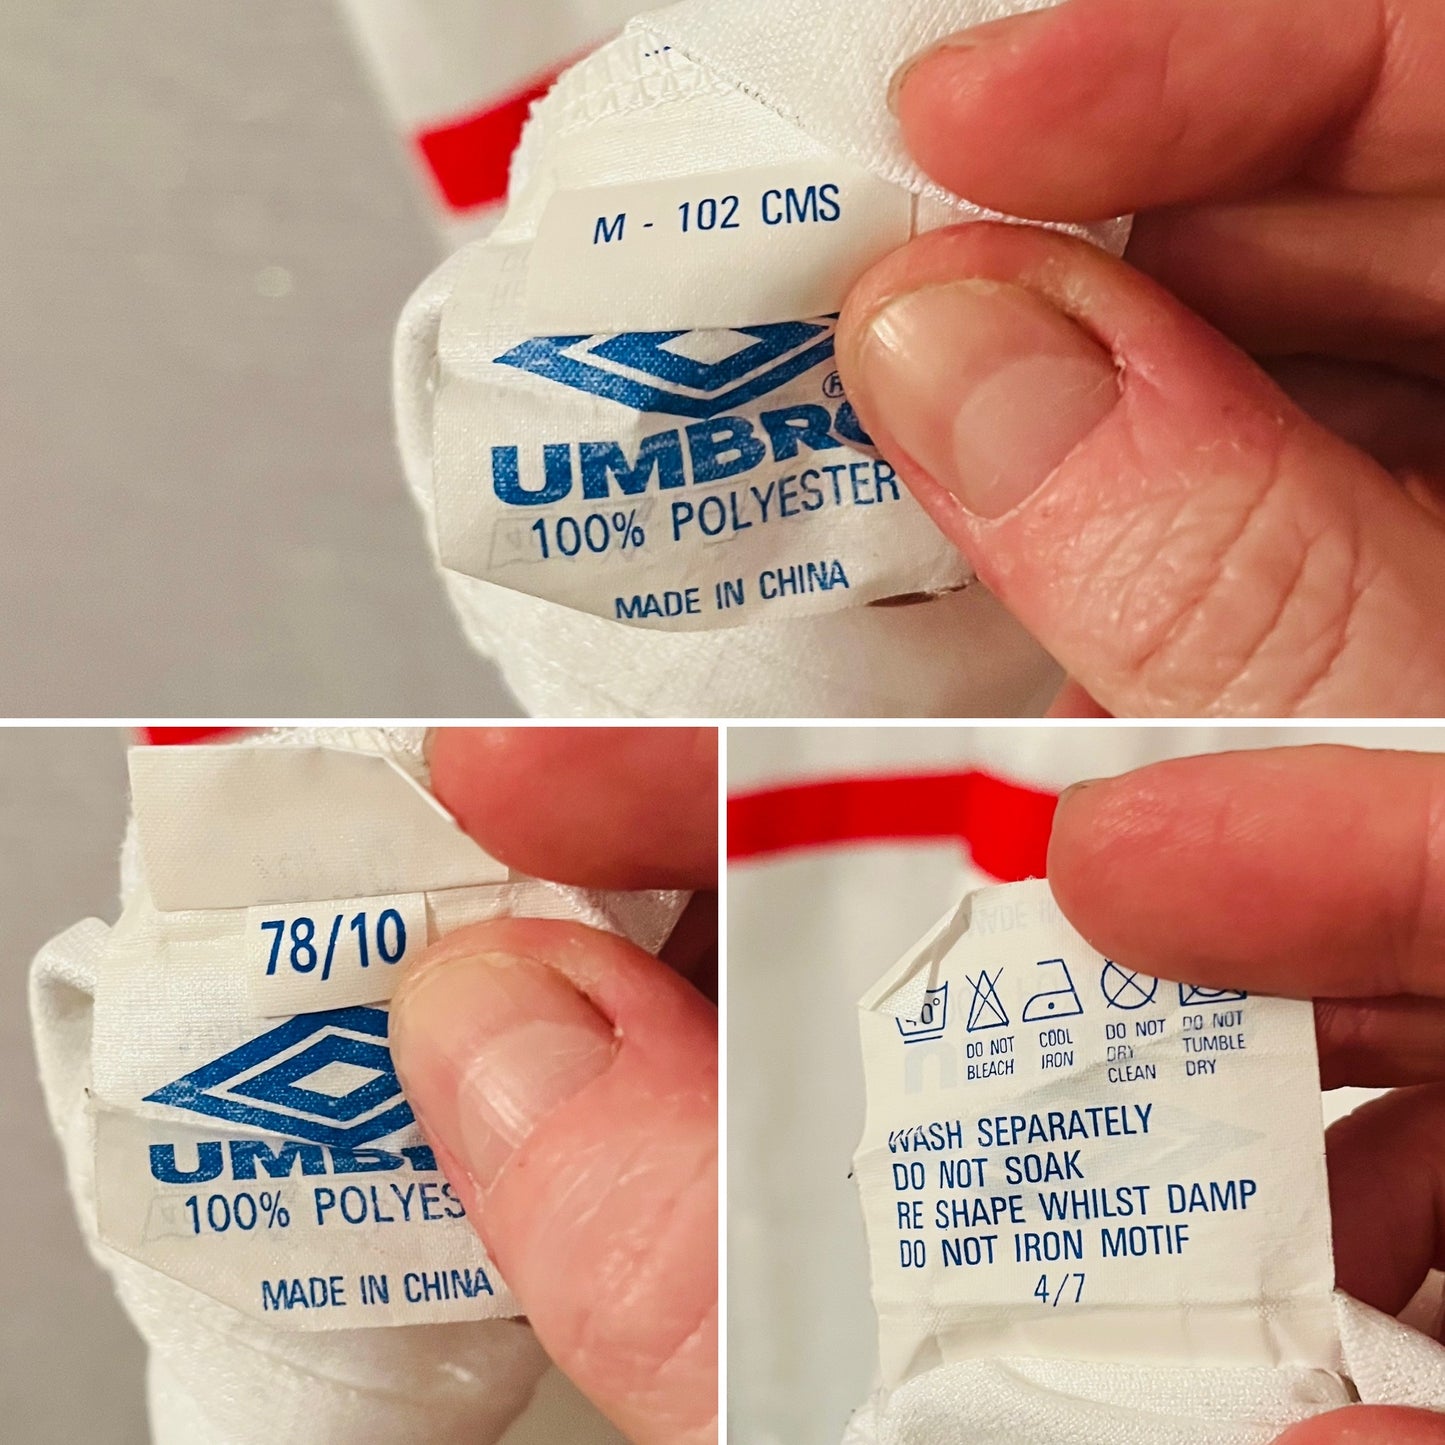 M - 102 CMS
UMBRO
100% POLYESTER
MADE IN CHINA
78/10
UMBR
100% POLYES
MADE IN CHINA
40°
DO NOT BLEACH
COOL IRON
DO NOT DRY CLEAN
DO NOT TUMBLE DRY
WASH SEPARATELY
DO NOT SOAK
RE SHAPE WHILST DAMP
DO NOT IRON MOTIF
4/7